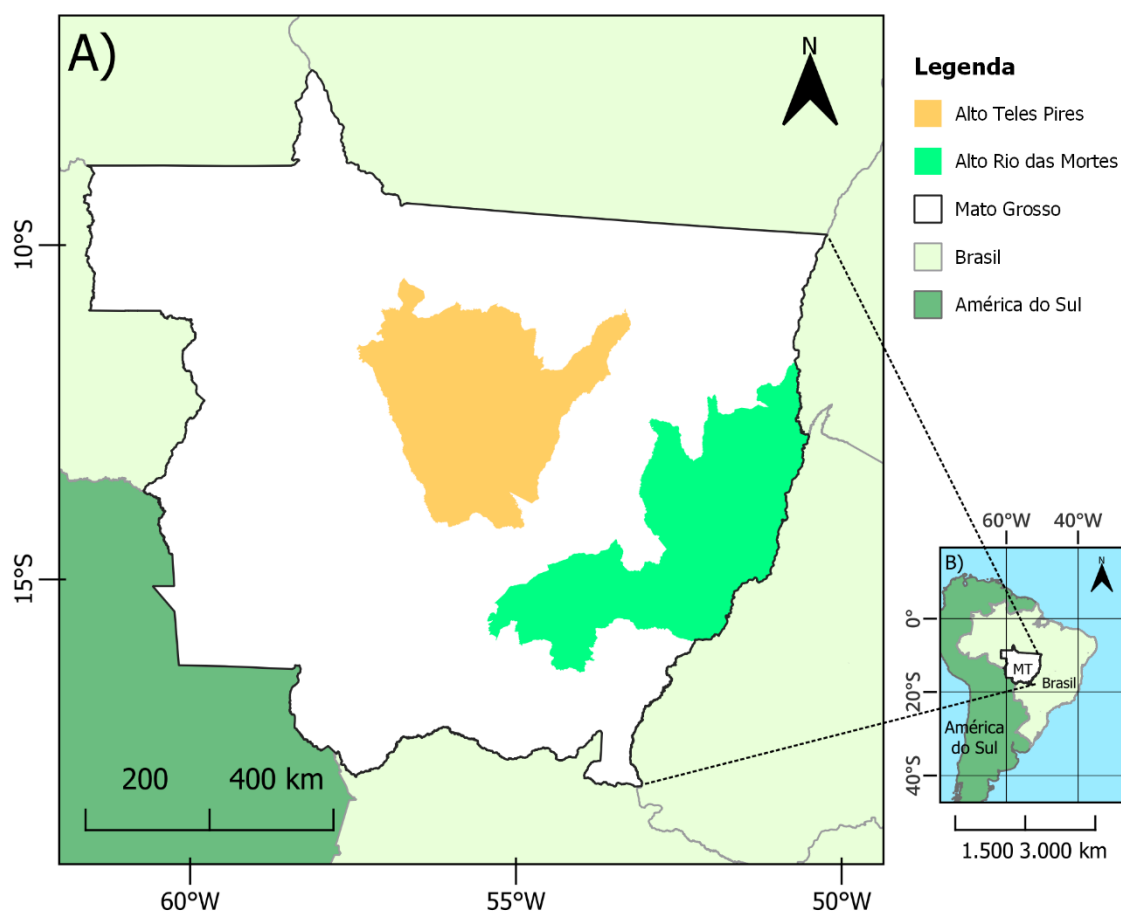 A)
N
10°S
15°S
200 400 km
60°W 55°W 50°W
Legenda
Alto Teles Pires
Alto Rio das Mortes
Mato Grosso
Brasil
América do Sul
60°W 40°W
B)
N
0°
20°S
40°S
MT
Brasil
América
do Sul
1.500 3.000 km